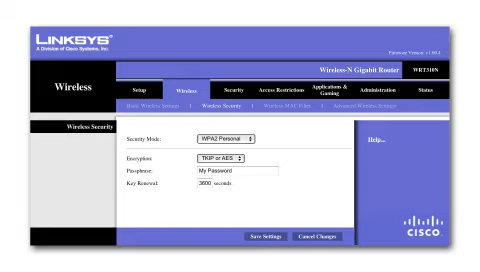 LINKSYS®
A Division of Cisco Systems, Inc.
Firmware Version: v1.00.4
Wireless-N Gigabit Router WRT310N
Wireless
Setup Wireless Security Access Restrictions Applications & Gaming Administration Status
Basic Wireless Settings | Wireless Security | Wireless MAC Filter | Advanced Wireless Settings
Wireless Security
Help...
Security Mode: WPA2 Personal
Encryption: TKIP or AES
Passphrase: My Password
Key Renewal: 3600 seconds
Save Settings Cancel Changes
CISCO.